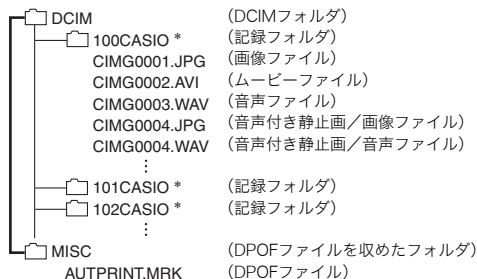 DCIM （DCIMフォルダ）
100CASIO * （記録フォルダ）
CIMG0001.JPG （画像ファイル）
CIMG0002.AVI （ムービーファイル）
CIMG0003.WAV （音声ファイル）
CIMG0004.JPG （音声付き静止画／画像ファイル）
CIMG0004.WAV （音声付き静止画／音声ファイル）
⋮
101CASIO * （記録フォルダ）
102CASIO * （記録フォルダ）
⋮
MISC （DPOFファイルを収めたフォルダ）
AUTPRINT.MRK （DPOFファイル）